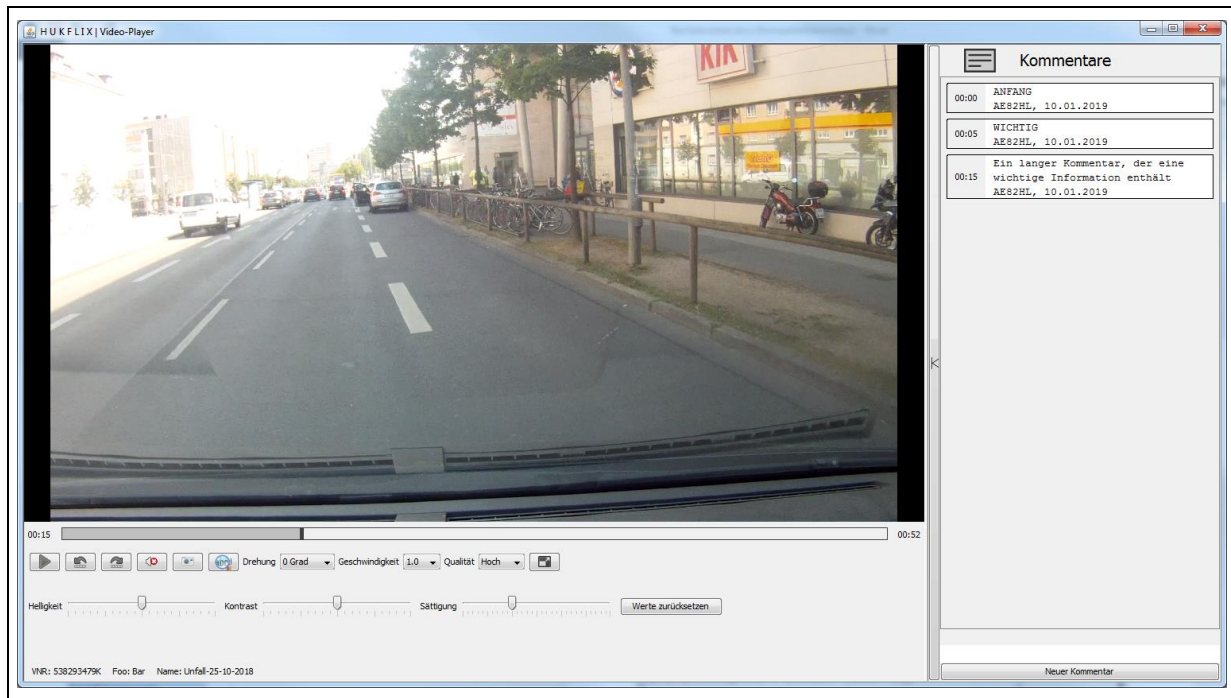 H U K F L I X | Video-Player
KiK
Kommentare
00:00
ANFANG
AE82HL, 10.01.2019
00:05
WICHTIG
AE82HL, 10.01.2019
00:15
Ein langer Kommentar, der eine
wichtige Information enthält
AE82HL, 10.01.2019
00:15
00:52
Drehung 0 Grad Geschwindigkeit 1.0 Qualität Hoch
Helligkeit Kontrast Sättigung Werte zurücksetzen
VNR: 538293479K Foo: Bar Name: Unfall-25-10-2018
Neuer Kommentar